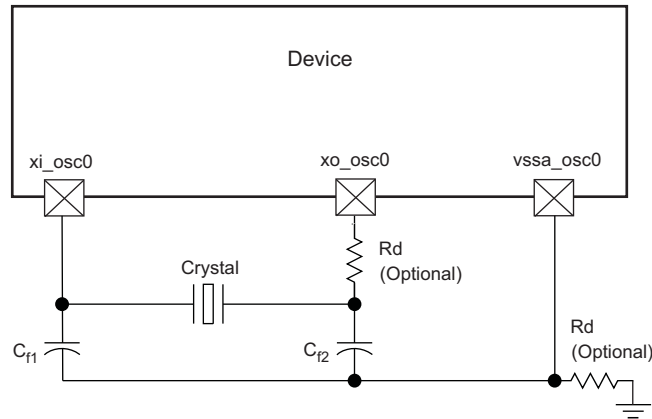 Device
xi_osc0
xo_osc0
vssa_osc0
Rd
(Optional)
Crystal
Rd
(Optional)
Cf1
Cf2